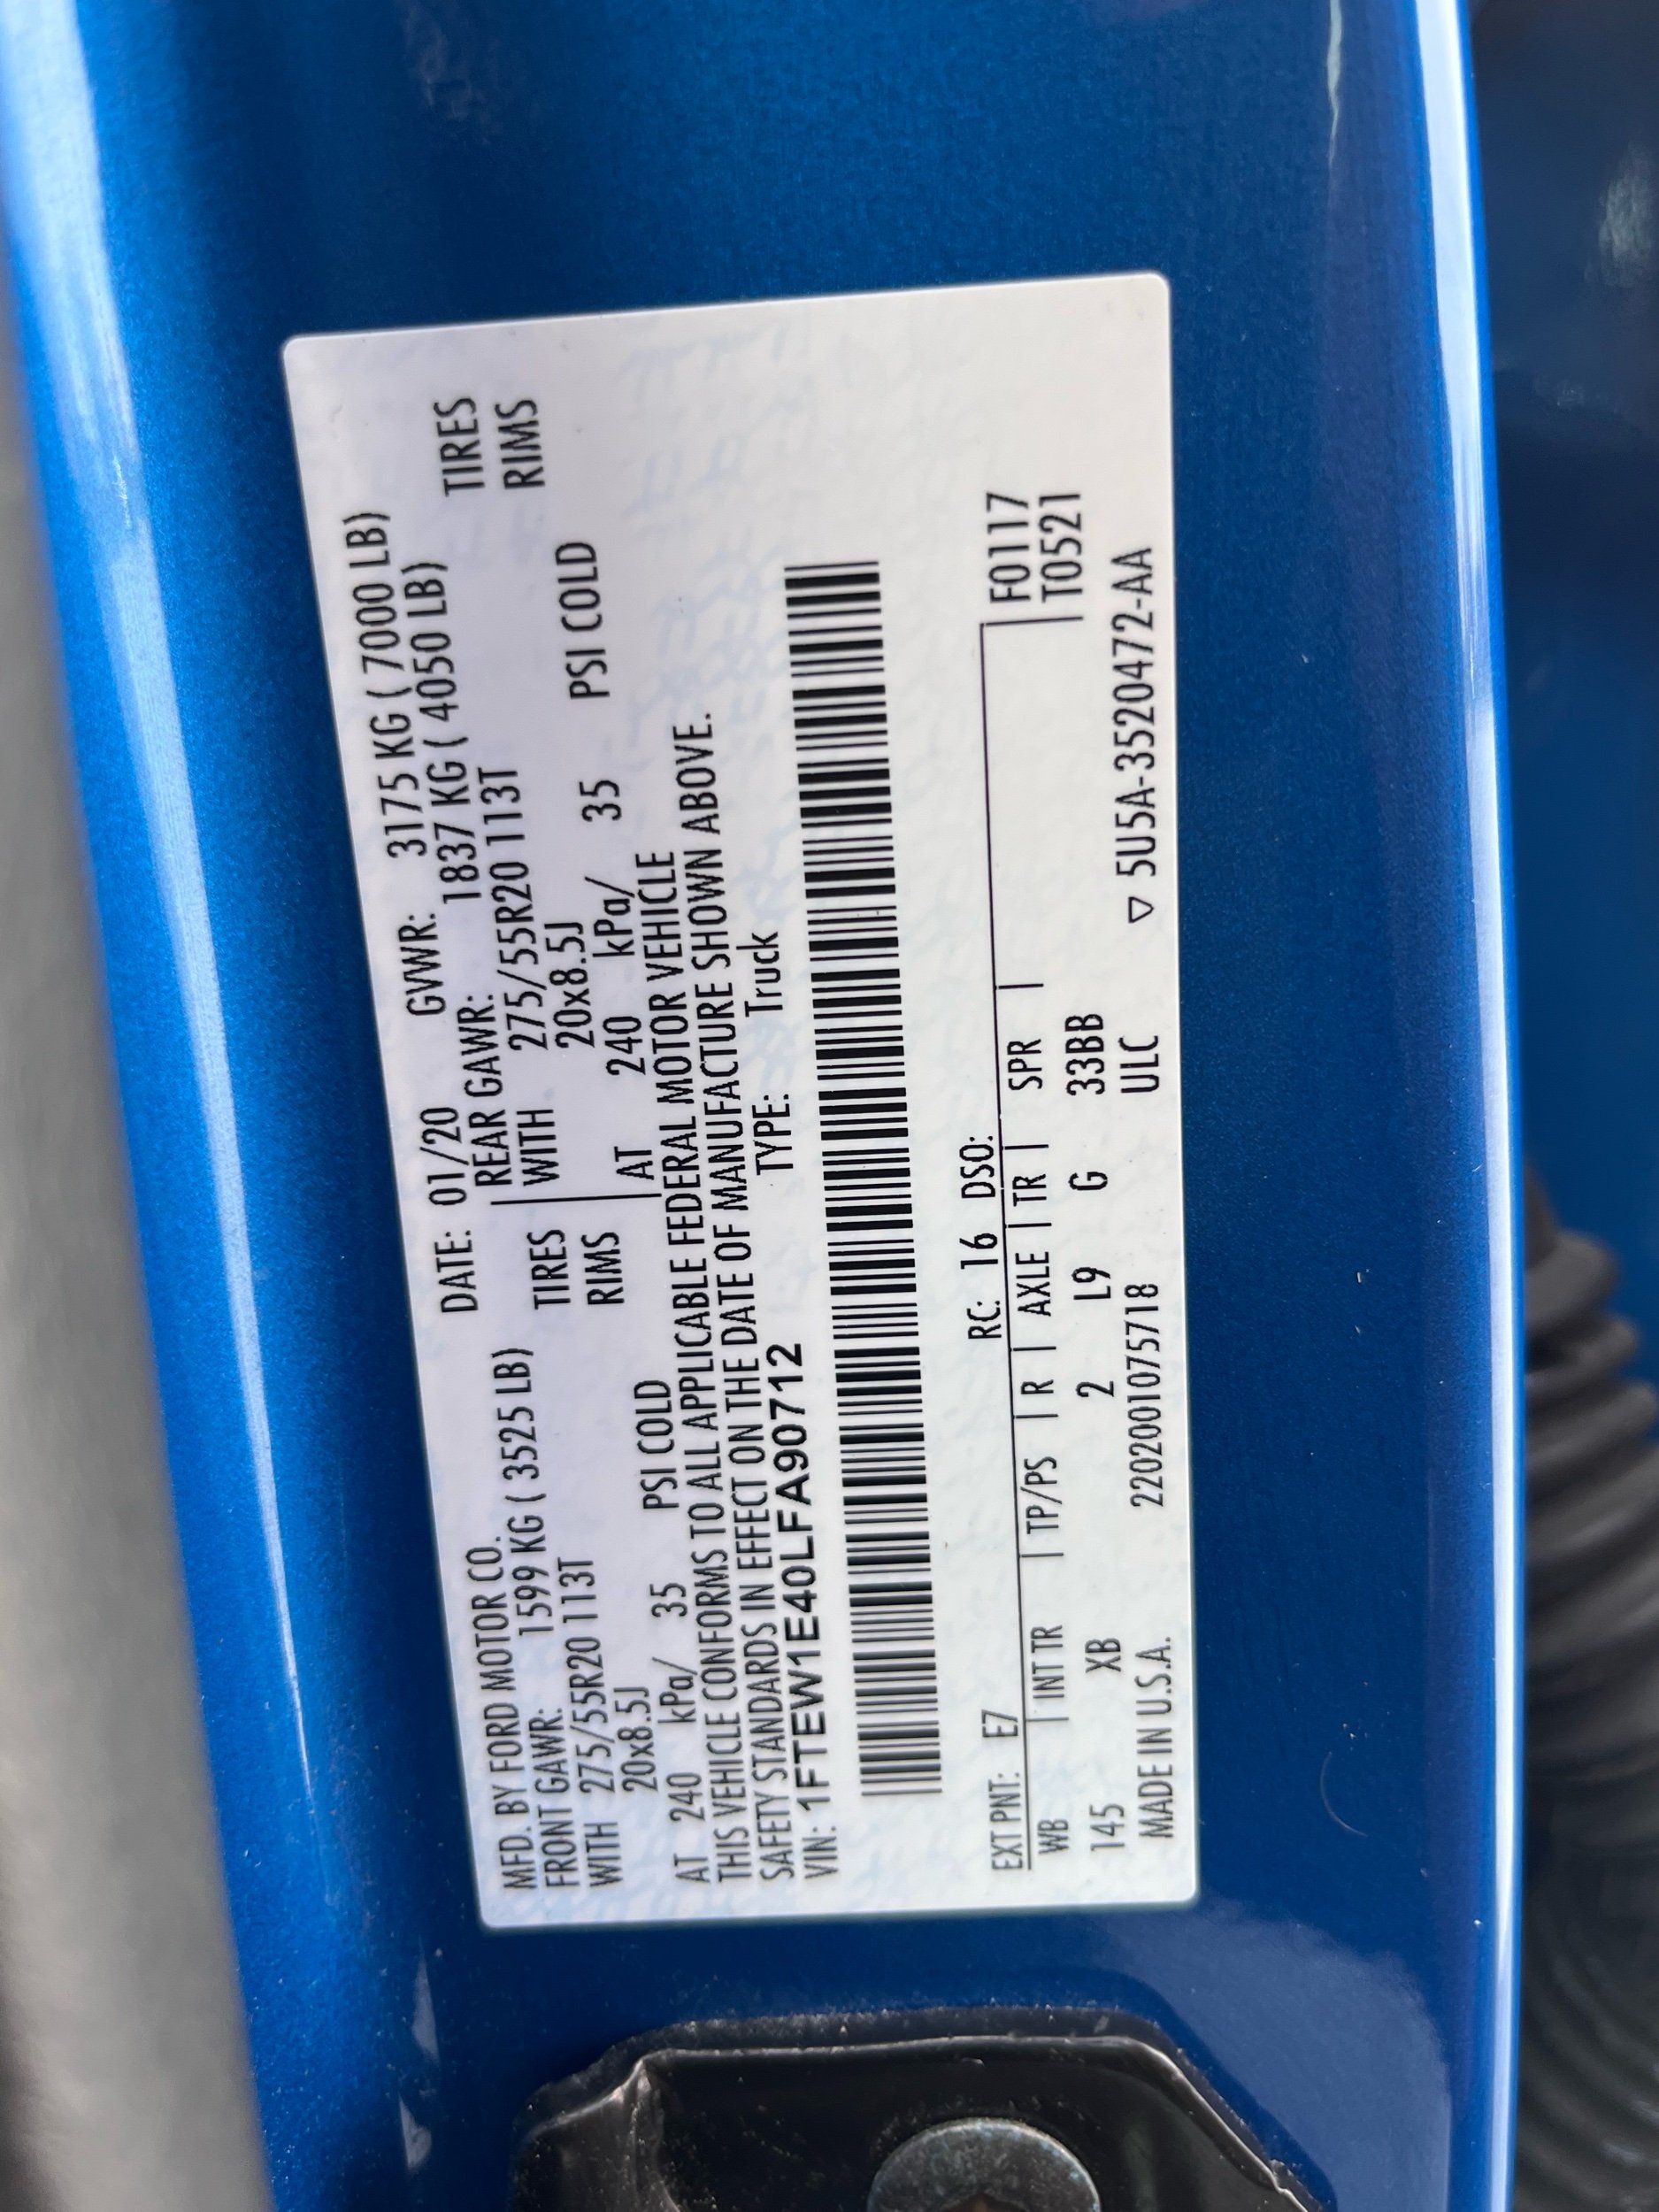 MFD. BY FORD MOTOR CO. DATE: 01/20 GVWR: 3175 KG ( 7000 LB)
FRONT GAWR: 1599 KG ( 3525 LB) REAR GAWR: 1837 KG ( 4050 LB)
WITH 275/55R20 113T TIRES WITH 275/55R20 113T TIRES
20x8.5J RIMS 20x8.5J RIMS
AT 240 kPa/ 35 PSI COLD AT 240 kPa/ 35 PSI COLD
THIS VEHICLE CONFORMS TO ALL APPLICABLE FEDERAL MOTOR VEHICLE
SAFETY STANDARDS IN EFFECT ON THE DATE OF MANUFACTURE SHOWN ABOVE.
VIN: 1FTEW1E40LFA90712 TYPE: Truck
EXT PNT: E7 RC: 16 DSO:
WB | INT TR | TP/PS | R | AXLE | TR | SPR | F0117
T0521
145 XB 2 L9 G 33BB
MADE IN U.S.A. 2202001075718 ULC ▽ 5U5A-3520472-AA